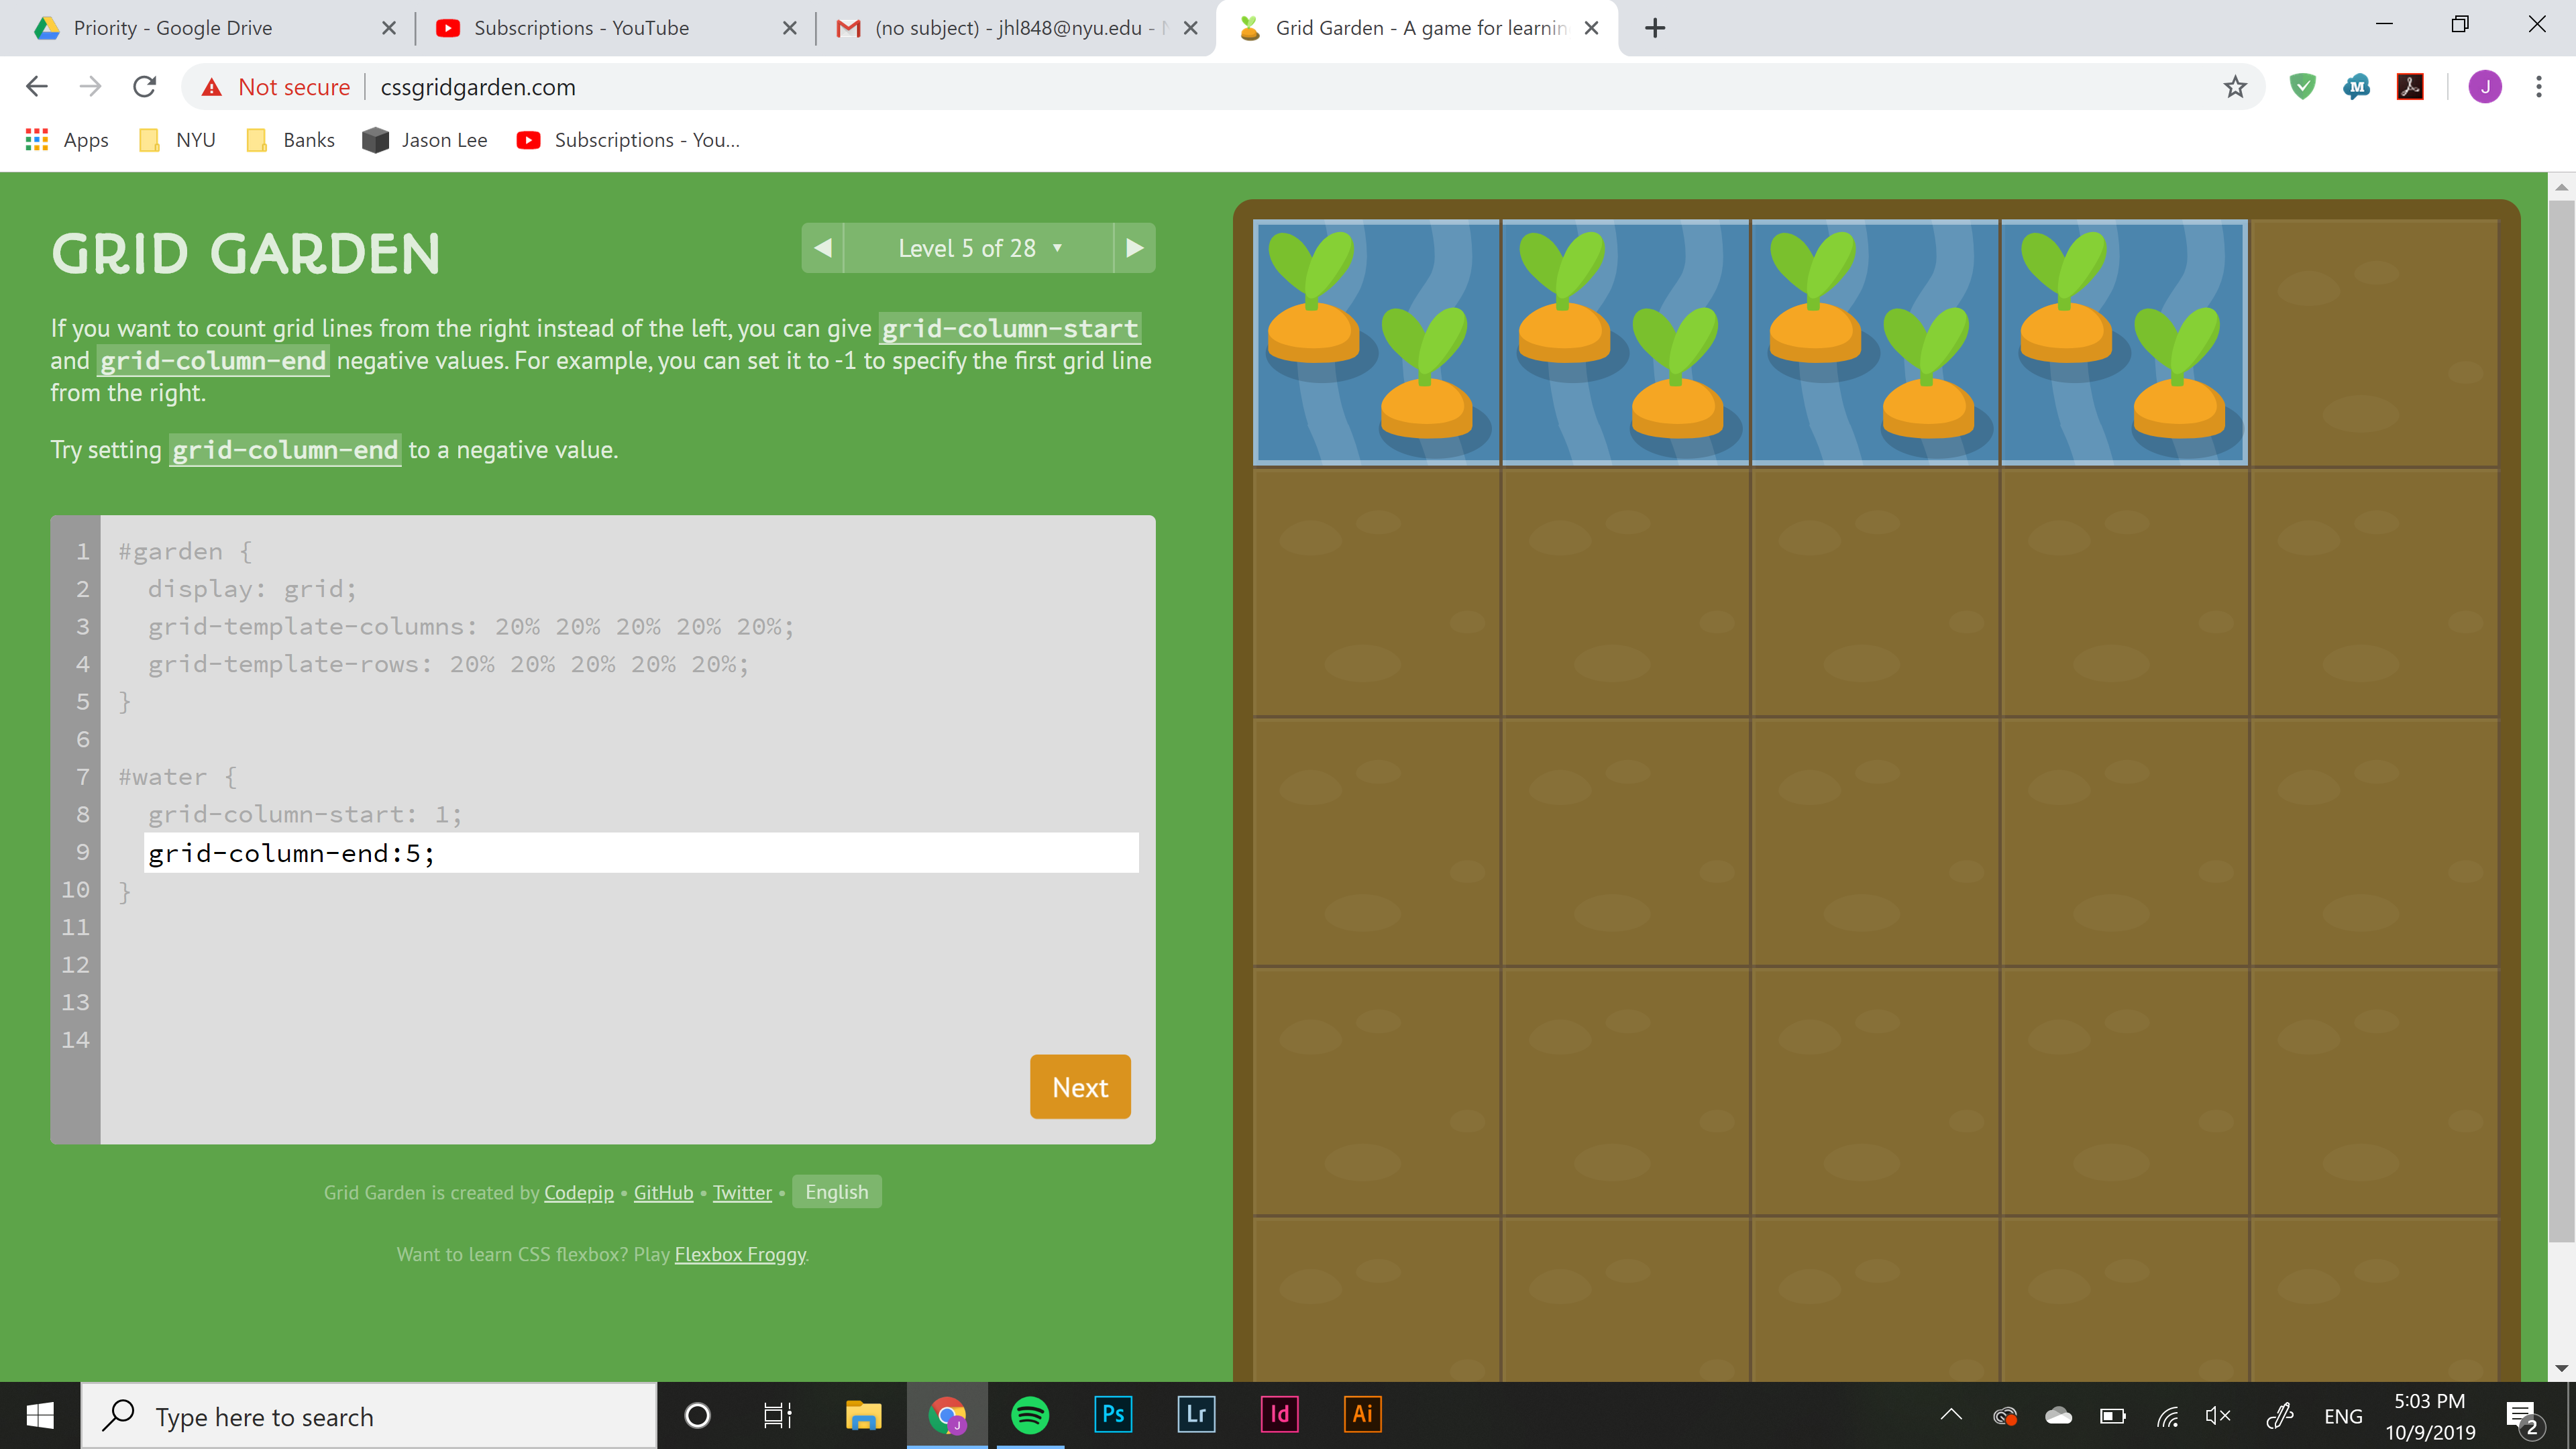 Priority - Google Drive
Subscriptions - YouTube
(no subject) - jhl848@nyu.edu -
Grid Garden - A game for learnin
Not secure
cssgridgarden.com
M
J
Apps
NYU
Banks
Jason Lee
Subscriptions - You...
GRID GARDEN
Level 5 of 28
If you want to count grid lines from the right instead of the left, you can give grid-column-start
and grid-column-end negative values. For example, you can set it to -1 to specify the first grid line
from the right.
Try setting grid-column-end to a negative value.
1 #garden {
2 display: grid;
3 grid-template-columns: 20% 20% 20% 20% 20%;
4 grid-template-rows: 20% 20% 20% 20% 20%;
5 }
6
7 #water {
8 grid-column-start: 1;
9 grid-column-end:5;
10 }
11
12
13
14
Next
Grid Garden is created by Codepip • GitHub • Twitter • English
Want to learn CSS flexbox? Play Flexbox Froggy.
Type here to search
J
Ps
Lr
Id
Ai
ENG
5:03 PM
10/9/2019
2